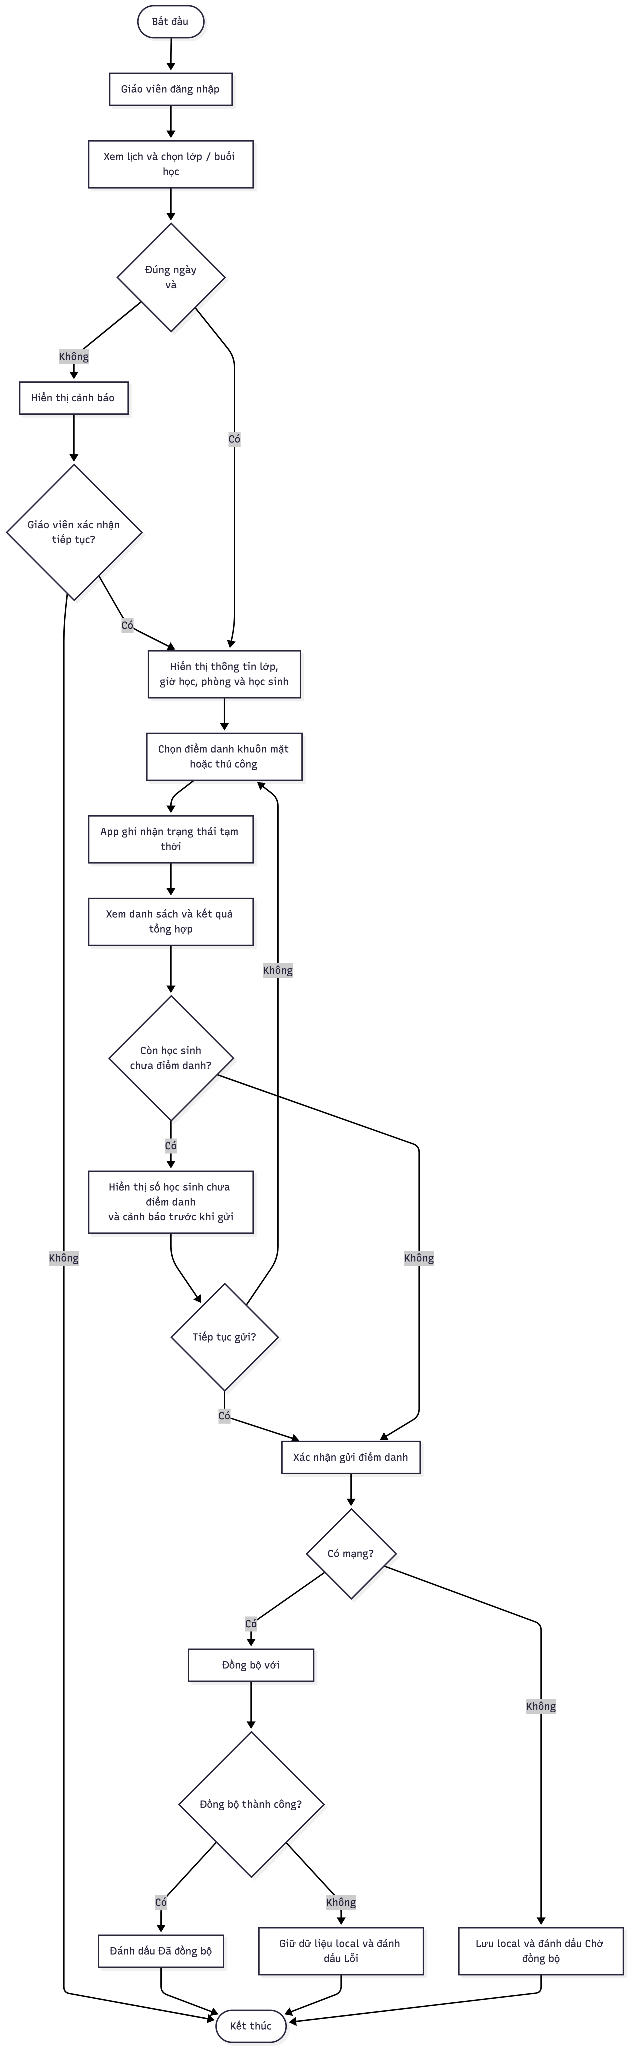 Bắt đầu
Giáo viên đăng nhập
Xem lịch và chọn lớp / buổi
học
Đúng ngày
và
Không
Hiển thị cảnh báo
Có
Giáo viên xác nhận
tiếp tục?
Có
Hiển thị thông tin lớp,
giờ học, phòng và học sinh
Chọn điểm danh khuôn mặt
hoặc thủ công
App ghi nhận trạng thái tạm
thời
Xem danh sách và kết quả
tổng hợp
Không
Còn học sinh
chưa điểm danh?
Có
Hiển thị số học sinh chưa
điểm danh
và cảnh báo trước khi gửi
Không
Không
Tiếp tục gửi?
Có
Xác nhận gửi điểm danh
Có mạng?
Có
Đồng bộ với
Không
Đồng bộ thành công?
Có
Không
Đánh dấu Đã đồng bộ
Giữ dữ liệu local và đánh
dấu Lỗi
Lưu local và đánh dấu Chờ
đồng bộ
Kết thúc